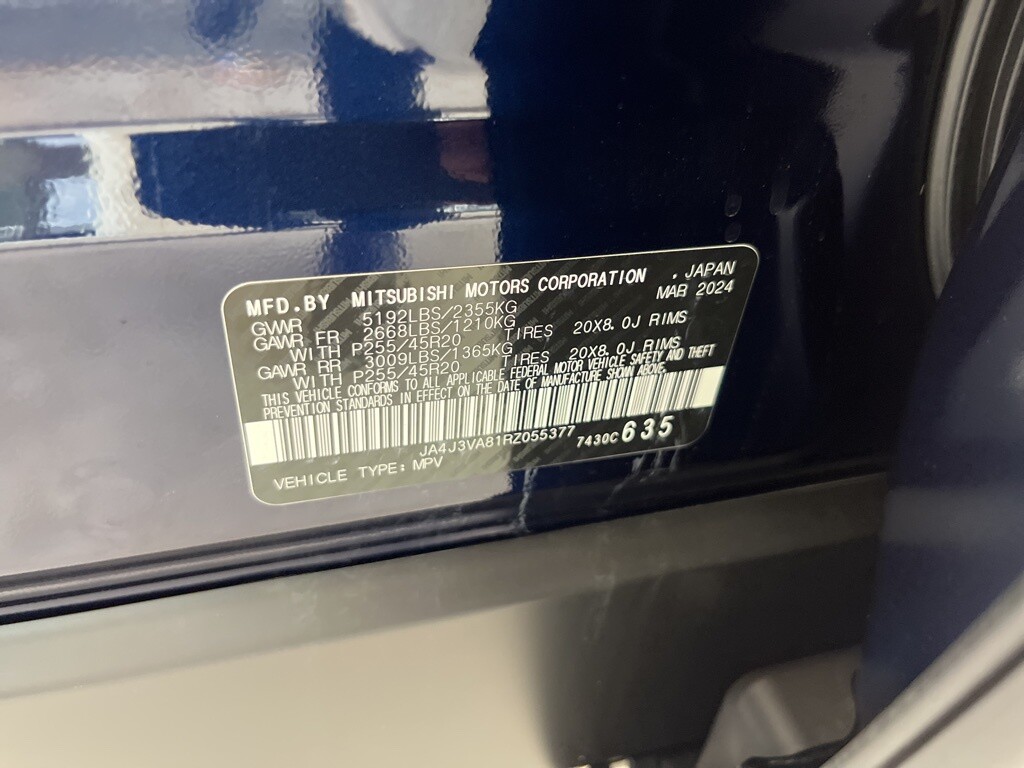 MFD.BY MITSUBISHI MOTORS CORPORATION , JAPAN
MAR 2024
GVWR 5192LBS/2355KG
GAWR FR 2668LBS/1210KG
WITH P255/45R20 TIRES 20X8.0J RIMS
GAWR RR 3009LBS/1365KG
WITH P255/45R20 TIRES 20X8.0J RIMS
THIS VEHICLE CONFORMS TO ALL APPLICABLE FEDERAL MOTOR VEHICLE SAFETY AND THEFT
PREVENTION STANDARDS IN EFFECT ON THE DATE OF MANUFACTURE SHOWN ABOVE.
JA4J3VA81RZ055377 7430C 635
VEHICLE TYPE: MPV